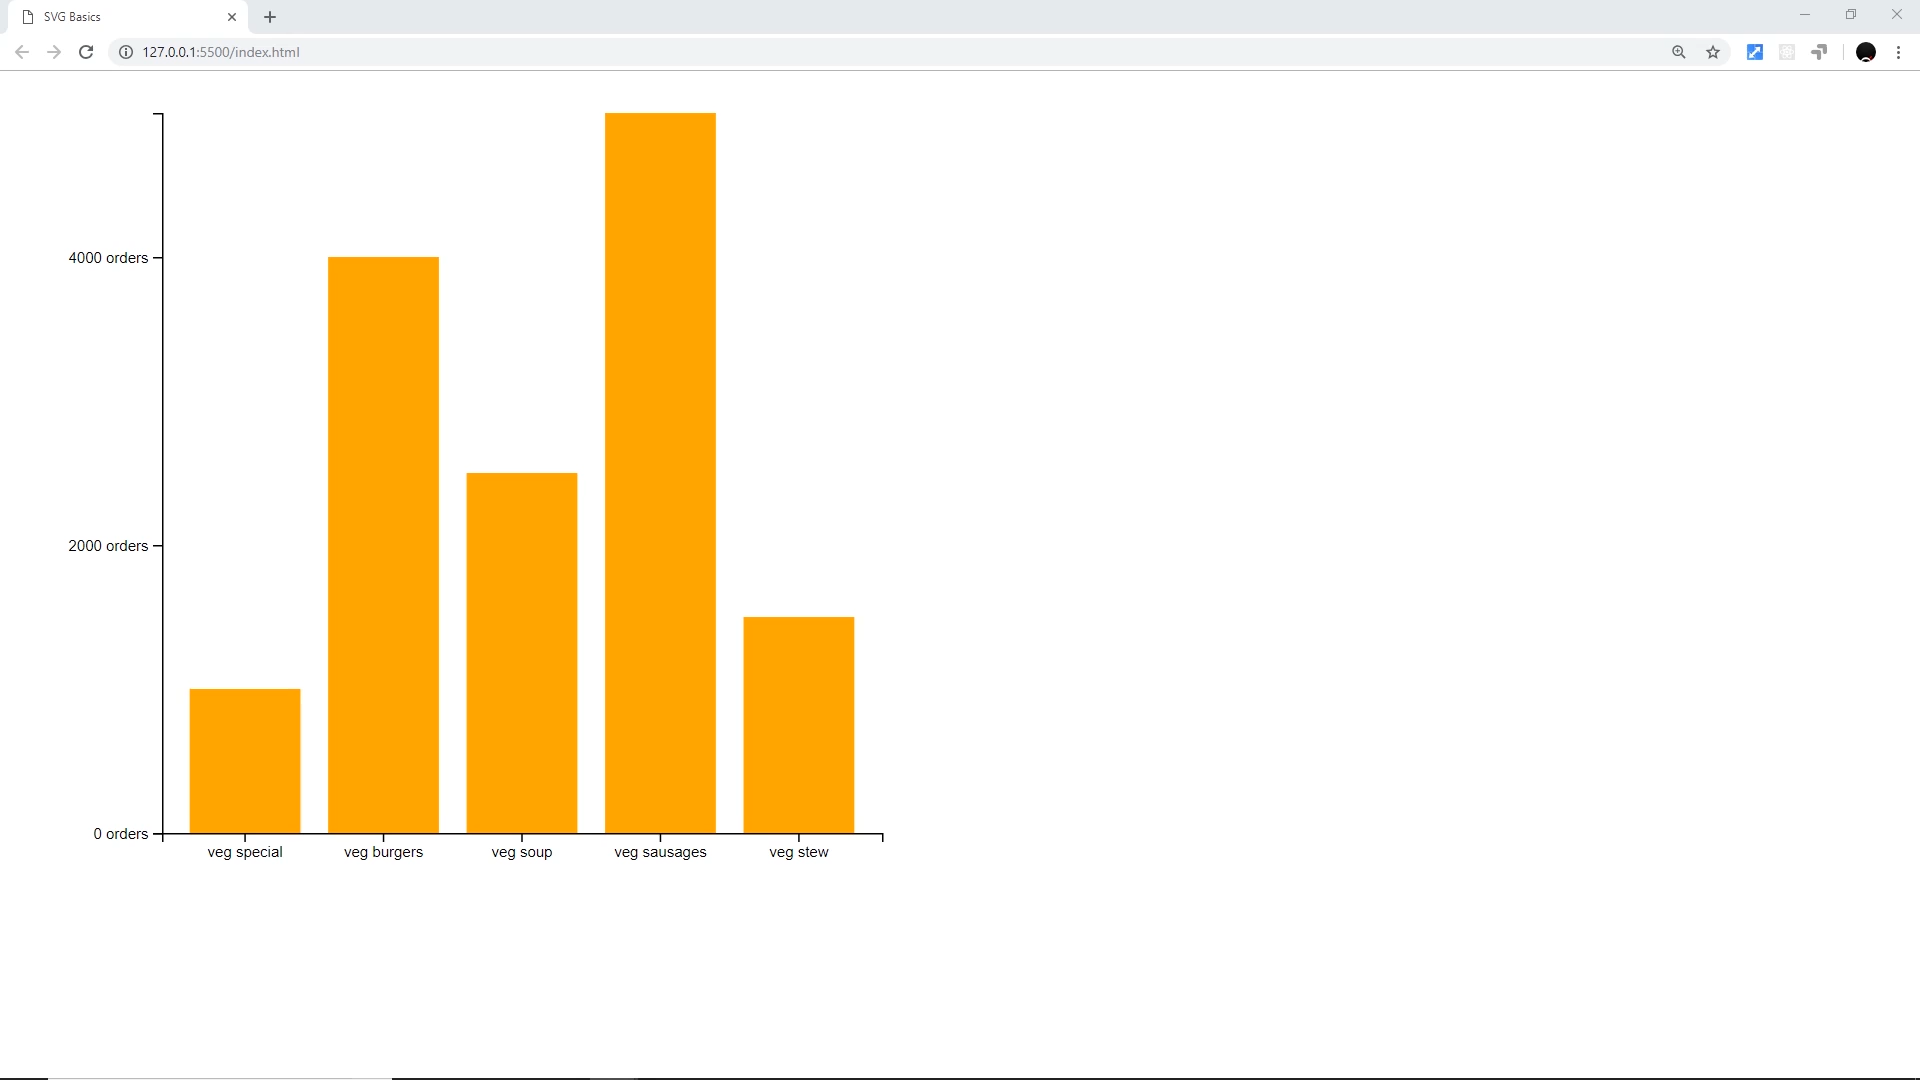 SVG Basics
127.0.0.1:5500/index.html
4000 orders
2000 orders
0 orders
veg special veg burgers veg soup veg sausages veg stew